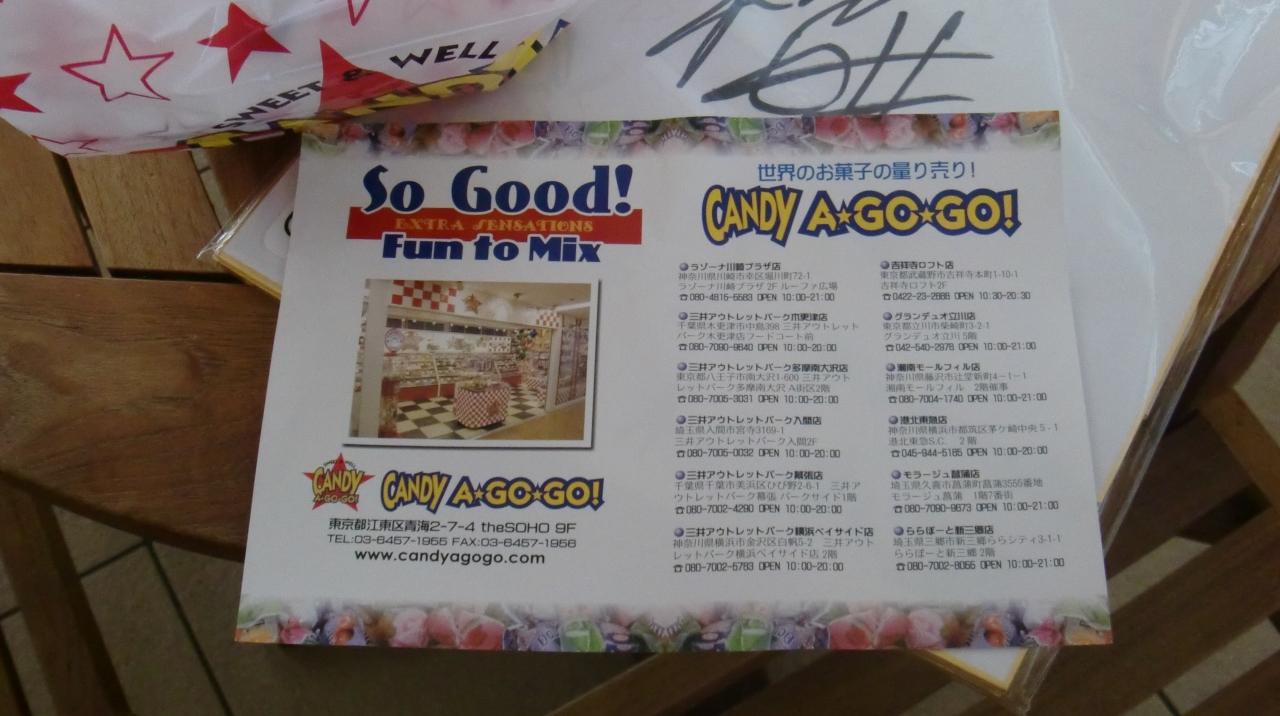 SWEET & WELL
So Good!
EXTRA SENSATIONS
Fun to Mix
CANDY
A·GO·GO!
CANDY A★GO★GO!
東京都江東区青海2-7-4 theSOHO 9F
TEL:03-6457-1955 FAX:03-6457-1956
www.candyagogo.com
世界のお菓子の量り売り!
CANDY A★GO★GO!
ラゾーナ川崎プラザ店
神奈川県川崎市幸区堀川町72-1
ラゾーナ川崎プラザ 2F ルーファ広場
☎080-4816-5583 OPEN 10:00-21:00
三井アウトレットパーク木更津店
千葉県木更津市中島398 三井アウトレット
パーク木更津店フードコート前
☎080-7090-9640 OPEN 10:00-20:00
三井アウトレットパーク多摩南大沢店
東京都八王子市南大沢1-600 三井アウト
レットパーク多摩南大沢 A街区2階
☎080-7005-3031 OPEN 10:00-20:00
三井アウトレットパーク入間店
埼玉県入間市宮寺3169-1
三井アウトレットパーク入間2F
☎080-7005-0032 OPEN 10:00-20:00
三井アウトレットパーク幕張店
千葉県千葉市美浜区ひび野2-6-1 三井ア
ウトレットパーク幕張 パークサイド1階
☎080-7002-4290 OPEN 10:00-20:00
三井アウトレットパーク横浜ベイサイド店
神奈川県横浜市金沢区白帆5-2 三井アウト
レットパーク横浜ベイサイド店 2階
☎080-7002-5783 OPEN 10:00-20:00
吉祥寺ロフト店
東京都武蔵野市吉祥寺本町1-10-1
吉祥寺ロフト2F
☎0422-23-2888 OPEN 10:30-20:30
グランデュオ立川店
東京都立川市柴崎町3-2-1
グランデュオ立川 5階
☎042-540-2978 OPEN 10:00-21:00
湘南モールフィル店
神奈川県藤沢市辻堂新町4-1-1
湘南モールフィル 2階催事
☎080-7004-1740 OPEN 10:00-21:00
港北東急店
神奈川県横浜市都筑区茅ケ崎中央5-1
港北東急S.C. 2階
☎045-944-5185 OPEN 10:00-20:00
モラージュ菖蒲店
埼玉県久喜市菖蒲町菖蒲3555番地
モラージュ菖蒲 1階7番街
☎080-7090-9673 OPEN 10:00-21:00
ららぽーと新三郷店
埼玉県三郷市新三郷ららシティ3-1-1
ららぽーと新三郷 2階
☎080-7002-8055 OPEN 10:00-21:00